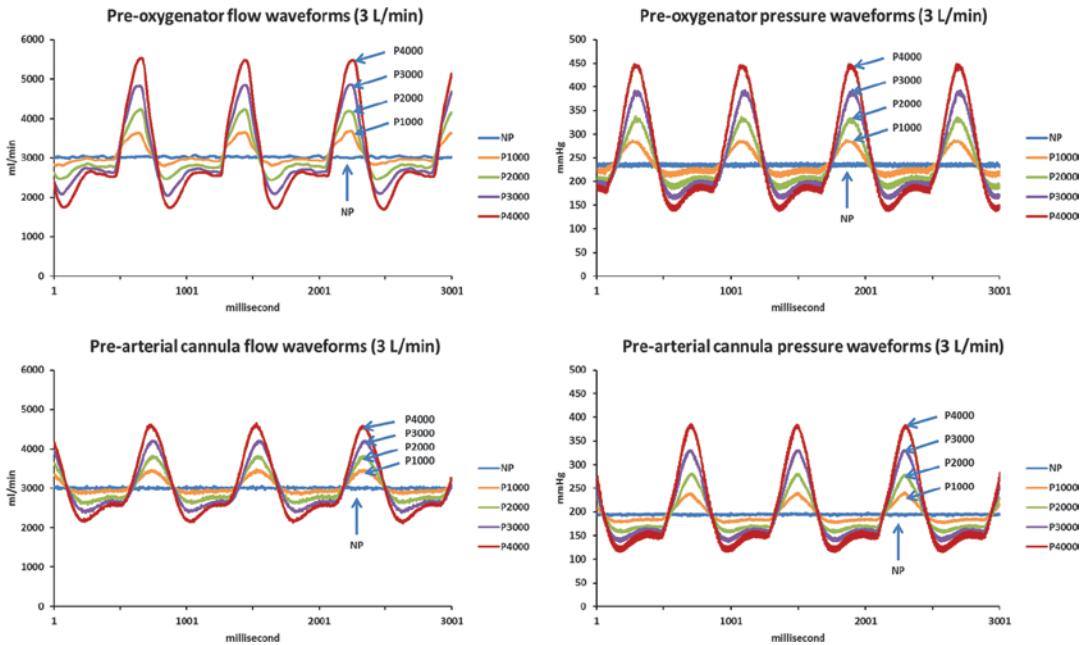 Pre-oxygenator flow waveforms (3 L/min)
6000
5000
4000
3000
2000
1000
0
ml/min
P4000
P3000
P2000
P1000
NP
NP
P1000
P2000
P3000
P4000
1
1001
2001
3001
millisecond
Pre-oxygenator pressure waveforms (3 L/min)
500
450
400
350
300
250
200
150
100
50
0
mmHg
P4000
P3000
P2000
P1000
NP
NP
P1000
P2000
P3000
P4000
1
1001
2001
3001
millisecond
Pre-arterial cannula flow waveforms (3 L/min)
6000
5000
4000
3000
2000
1000
0
ml/min
P4000
P3000
P2000
P1000
NP
NP
P1000
P2000
P3000
P4000
1
1001
2001
3001
millisecond
Pre-arterial cannula pressure waveforms (3 L/min)
500
450
400
350
300
250
200
150
100
50
0
mmHg
P4000
P3000
P2000
P1000
NP
NP
P1000
P2000
P3000
P4000
1
1001
2001
3001
millisecond